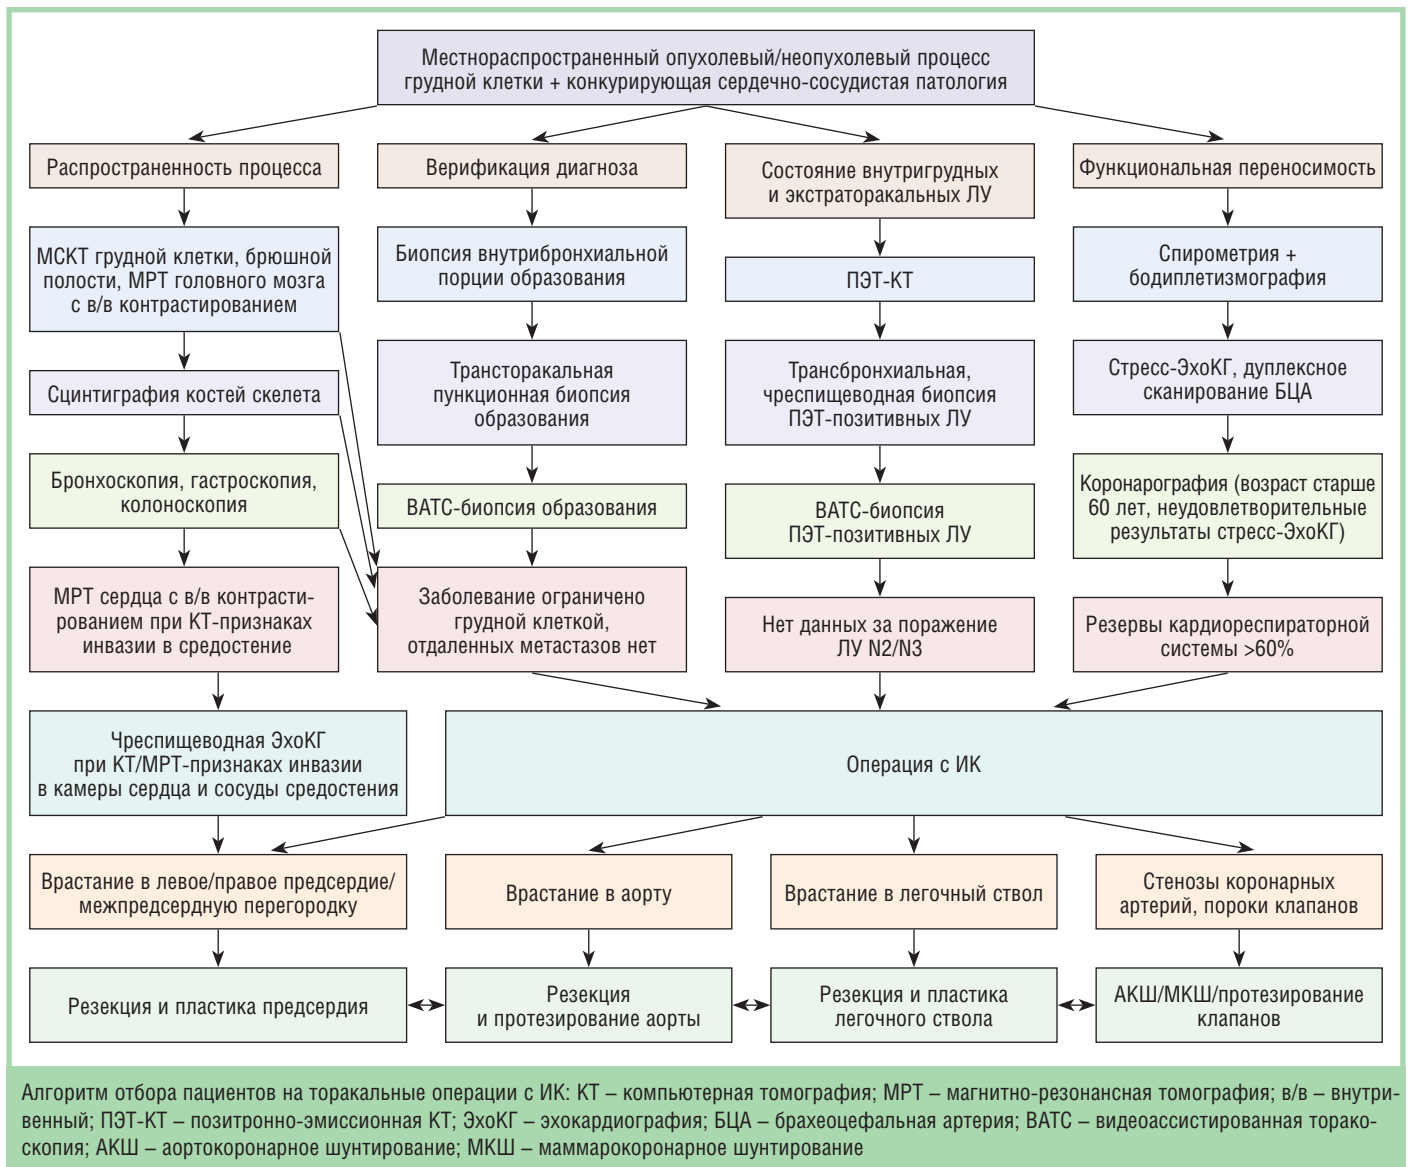 Местнораспространенный опухолевый/неопухолевый процесс
грудной клетки + конкурирующая сердечно-сосудистая патология
Распространенность процесса
Верификация диагноза
Состояние внутригрудных
и экстраторакальных ЛУ
Функциональная переносимость
МСКТ грудной клетки, брюшной
полости, МРТ головного мозга
с в/в контрастированием
Биопсия внутрибронхиальной
порции образования
ПЭТ-КТ
Спирометрия +
бодиплетизмография
Сцинтиграфия костей скелета
Трансторакальная
пункционная биопсия
образования
Трансбронхиальная,
чреспищеводная биопсия
ПЭТ-позитивных ЛУ
Стресс-ЭхоКГ, дуплексное
сканирование БЦА
Бронхоскопия, гастроскопия,
колоноскопия
ВАТС-биопсия образования
ВАТС-биопсия
ПЭТ-позитивных ЛУ
Коронарография (возраст старше
60 лет, неудовлетворительные
результаты стресс-ЭхоКГ)
МРТ сердца с в/в контрасти-
рованием при КТ-признаках
инвазии в средостение
Заболевание ограничено
грудной клеткой,
отдаленных метастазов нет
Нет данных за поражение
ЛУ N2/N3
Резервы кардиореспираторной
системы >60%
Чреспищеводная ЭхоКГ
при КТ/МРТ-признаках инвазии
в камеры сердца и сосуды средостения
Операция с ИК
Врастание в левое/правое предсердие/
межпредсердную перегородку
Врастание в аорту
Врастание в легочный ствол
Стенозы коронарных
артерий, пороки клапанов
Резекция и пластика предсердия
Резекция
и протезирование аорты
Резекция и пластика
легочного ствола
АКШ/МКШ/протезирование
клапанов
Алгоритм отбора пациентов на торакальные операции с ИК: КТ – компьютерная томография; МРТ – магнитно-резонансная томография; в/в – внутри-
венный; ПЭТ-КТ – позитронно-эмиссионная КТ; ЭхоКГ – эхокардиография; БЦА – брахеоцефальная артерия; ВАТС – видеоассистированная торако-
скопия; АКШ – аортокоронарное шунтирование; МКШ – маммарокоронарное шунтирование